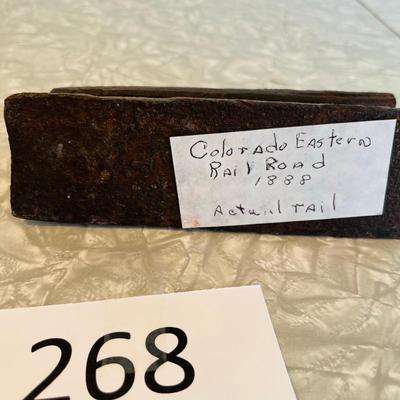 Colorado Eastern
Rail Road
1888
Actual rail
268